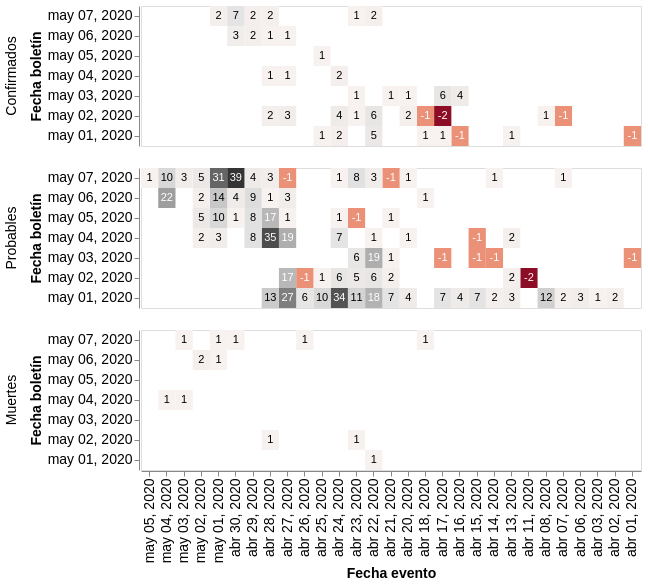 Confirmados
Fecha boletín
may 07, 2020 2 7 2 2 1 2
may 06, 2020 3 2 1 1
may 05, 2020 1
may 04, 2020 1 1 2
may 03, 2020 1 1 1 6 4
may 02, 2020 2 3 4 1 6 2 -1 -2 1 -1
may 01, 2020 1 2 5 1 1 -1 1 -1
Probables
Fecha boletín
may 07, 2020 1 10 3 5 31 39 4 3 -1 1 8 3 -1 1 1 1
may 06, 2020 22 2 14 4 9 1 3 1
may 05, 2020 5 10 1 8 17 1 1 -1 1
may 04, 2020 2 3 8 35 19 7 1 1 -1 2
may 03, 2020 6 19 1 -1 -1 -1 -1
may 02, 2020 17 -1 1 6 5 6 2 2 -2
may 01, 2020 13 27 6 10 34 11 18 7 4 7 4 7 2 3 12 2 3 1 2
Muertes
Fecha boletín
may 07, 2020 1 1 1 1 1
may 06, 2020 2 1
may 05, 2020
may 04, 2020 1 1
may 03, 2020
may 02, 2020 1 1
may 01, 2020 1
may 05, 2020
may 04, 2020
may 03, 2020
may 02, 2020
may 01, 2020
abr 30, 2020
abr 29, 2020
abr 28, 2020
abr 27, 2020
abr 26, 2020
abr 25, 2020
abr 24, 2020
abr 23, 2020
abr 22, 2020
abr 21, 2020
abr 20, 2020
abr 18, 2020
abr 17, 2020
abr 16, 2020
abr 15, 2020
abr 14, 2020
abr 13, 2020
abr 11, 2020
abr 08, 2020
abr 07, 2020
abr 06, 2020
abr 03, 2020
abr 02, 2020
abr 01, 2020
Fecha evento